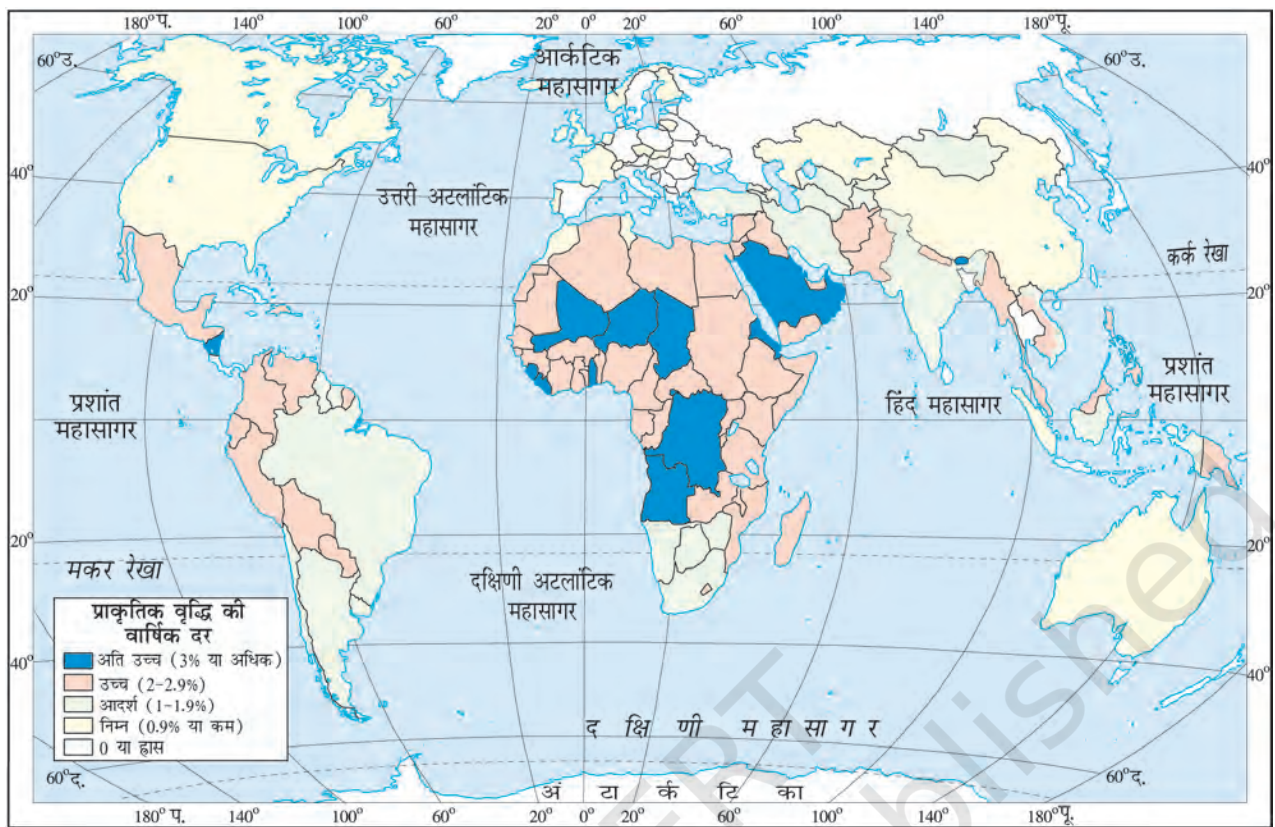 180°प. 140° 100° 20° 0° 20° 60° 100° 140° 180°पू.
60°उ. 60°उ.
आर्कटिक
महासागर
40° 40°
उत्तरी अटलांटिक
महासागर
कर्क रेखा
20° 20°
प्रशांत
महासागर
हिंद महासागर
प्रशांत
महासागर
20° 20°
मकर रेखा
दक्षिणी अटलांटिक
महासागर
प्राकृतिक वृद्धि की
वार्षिक दर
अति उच्च (3% या अधिक)
उच्च (2-2.9%)
आदर्श (1-1.9%)
निम्न (0.9% या कम)
0 या ह्रास
40° 40°
द क्षि णी म हा सा ग र
60°द. 60°द.
अं टा र्क टि का
180°प. 140° 100° 60° 20° 0° 20° 60° 100° 140° 180°पू.